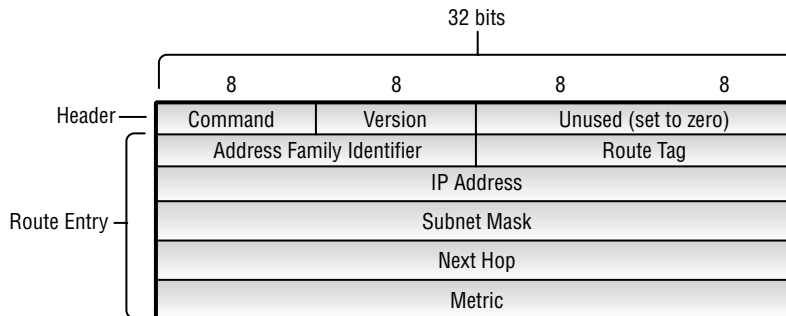 32 bits
8 8 8 8
Header Command Version Unused (set to zero)
Address Family Identifier Route Tag
IP Address
Route Entry Subnet Mask
Next Hop
Metric